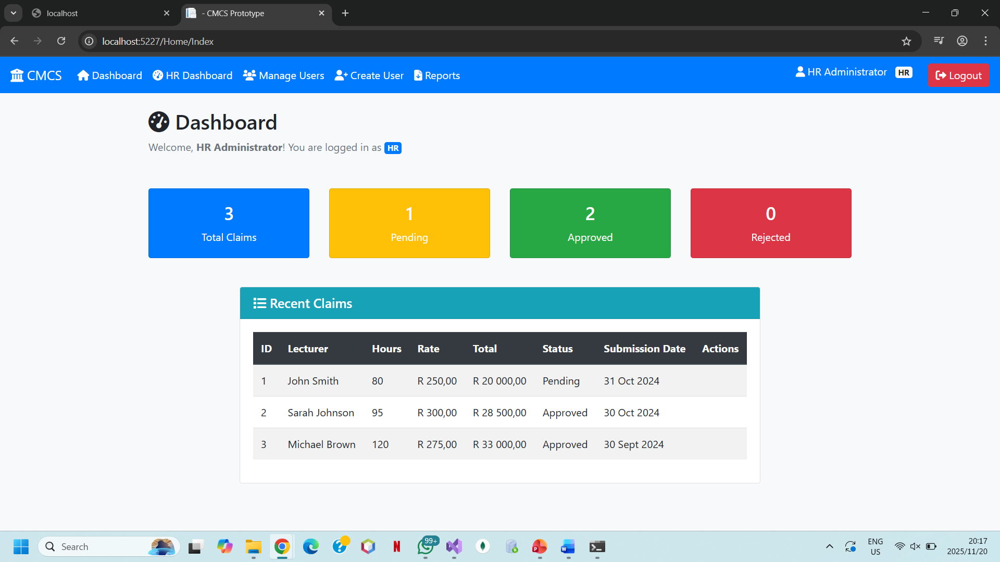 localhost
- CMCS Prototype
localhost:5227/Home/Index
CMCS Dashboard HR Dashboard Manage Users Create User Reports HR Administrator HR Logout
Dashboard
Welcome, HR Administrator! You are logged in as HR
3
Total Claims
1
Pending
2
Approved
0
Rejected
Recent Claims
ID Lecturer Hours Rate Total Status Submission Date Actions
1 John Smith 80 R 250,00 R 20 000,00 Pending 31 Oct 2024
2 Sarah Johnson 95 R 300,00 R 28 500,00 Approved 30 Oct 2024
3 Michael Brown 120 R 275,00 R 33 000,00 Approved 30 Sept 2024
Search
99+
ENG
US
20:17
2025/11/20